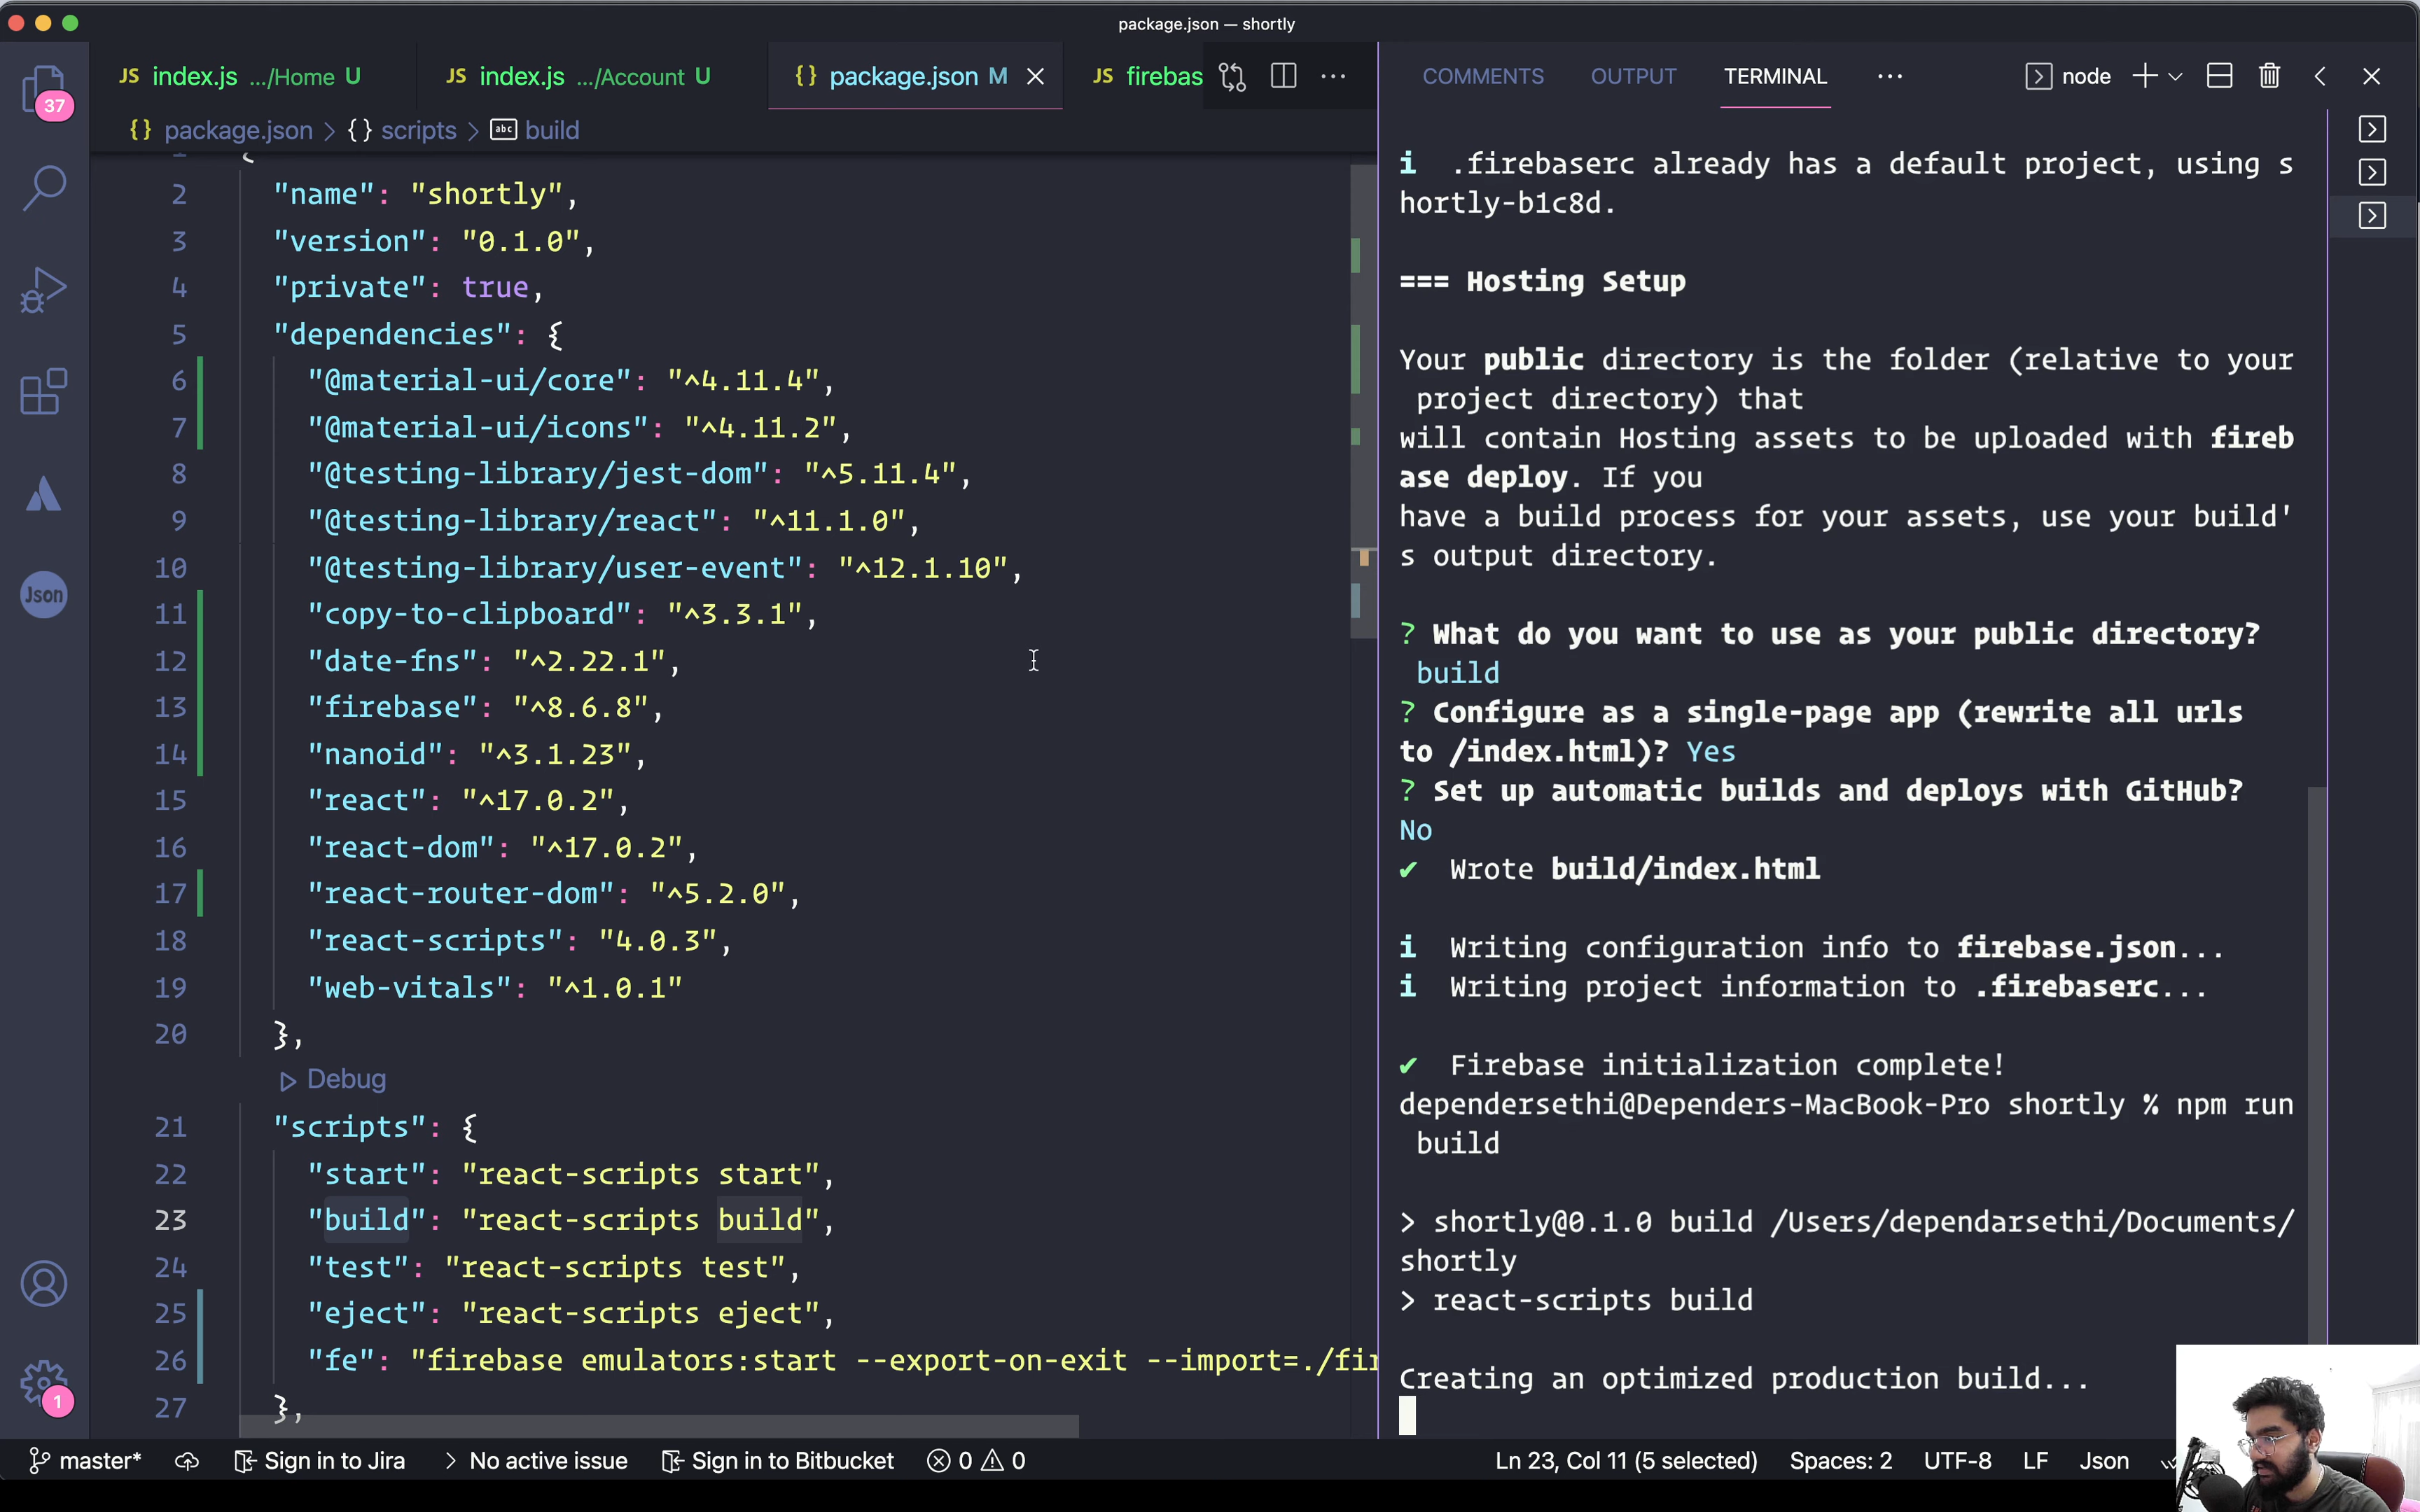 package.json — shortly
JS index.js .../Home U
JS index.js .../Account U
{} package.json M
JS firebas
COMMENTS OUTPUT TERMINAL ... node
37
{} package.json > {} scripts > abc build
1 {
2 "name": "shortly",
3 "version": "0.1.0",
4 "private": true,
5 "dependencies": {
6 "@material-ui/core": "^4.11.4",
7 "@material-ui/icons": "^4.11.2",
8 "@testing-library/jest-dom": "^5.11.4",
9 "@testing-library/react": "^11.1.0",
10 "@testing-library/user-event": "^12.1.10",
11 "copy-to-clipboard": "^3.3.1",
12 "date-fns": "^2.22.1",
13 "firebase": "^8.6.8",
14 "nanoid": "^3.1.23",
15 "react": "^17.0.2",
16 "react-dom": "^17.0.2",
17 "react-router-dom": "^5.2.0",
18 "react-scripts": "4.0.3",
19 "web-vitals": "^1.0.1"
20 },
Debug
21 "scripts": {
22 "start": "react-scripts start",
23 "build": "react-scripts build",
24 "test": "react-scripts test",
25 "eject": "react-scripts eject",
26 "fe": "firebase emulators:start --export-on-exit --import=./fir
27 },
Json
1
i .firebaserc already has a default project, using s
hortly-b1c8d.
=== Hosting Setup
Your public directory is the folder (relative to your
project directory) that
will contain Hosting assets to be uploaded with fireb
ase deploy. If you
have a build process for your assets, use your build'
s output directory.
? What do you want to use as your public directory?
build
? Configure as a single-page app (rewrite all urls
to /index.html)? Yes
? Set up automatic builds and deploys with GitHub?
No
✔ Wrote build/index.html
i Writing configuration info to firebase.json...
i Writing project information to .firebaserc...
✔ Firebase initialization complete!
dependersethi@Dependers-MacBook-Pro shortly % npm run
build
> shortly@0.1.0 build /Users/dependarsethi/Documents/
shortly
> react-scripts build
Creating an optimized production build...
master* Sign in to Jira > No active issue Sign in to Bitbucket 0 0 Ln 23, Col 11 (5 selected) Spaces: 2 UTF-8 LF Json